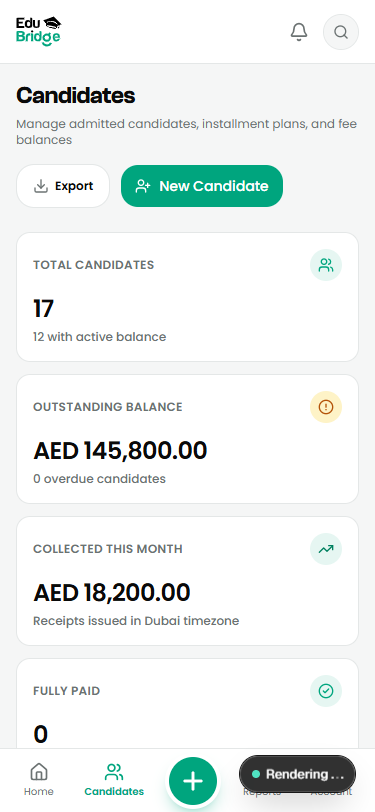 Edu
Bridge
Candidates
Manage admitted candidates, installment plans, and fee
balances
Export
New Candidate
TOTAL CANDIDATES
17
12 with active balance
OUTSTANDING BALANCE
AED 145,800.00
0 overdue candidates
COLLECTED THIS MONTH
AED 18,200.00
Receipts issued in Dubai timezone
FULLY PAID
0
Rendering ...
Home
Candidates
Reports
Account